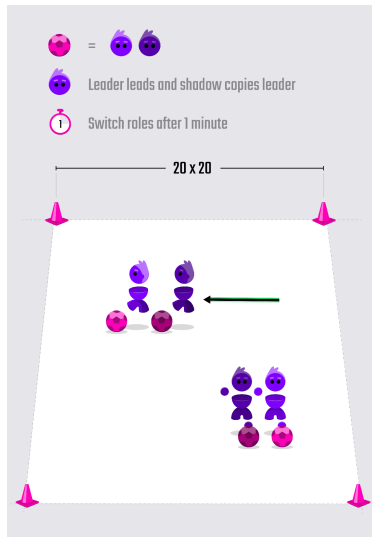 =
Leader leads and shadow copies leader
1
Switch roles after 1 minute
20 x 20